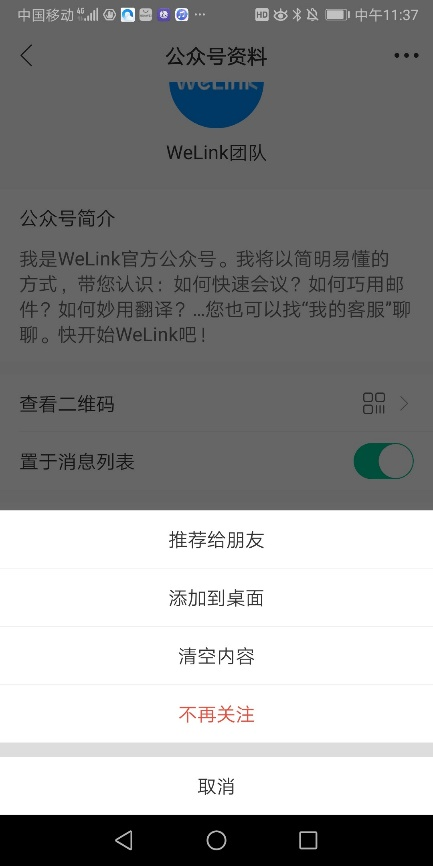 中国移动 4G HD 中午11:37
公众号资料
WeLink
WeLink团队
公众号简介
我是WeLink官方公众号。我将以简明易懂的
方式，带您认识：如何快速会议？如何巧用邮
件？如何妙用翻译？...您也可以找“我的客服”聊
聊。快开始WeLink吧！
查看二维码
置于消息列表
推荐给朋友
添加到桌面
清空内容
不再关注
取消